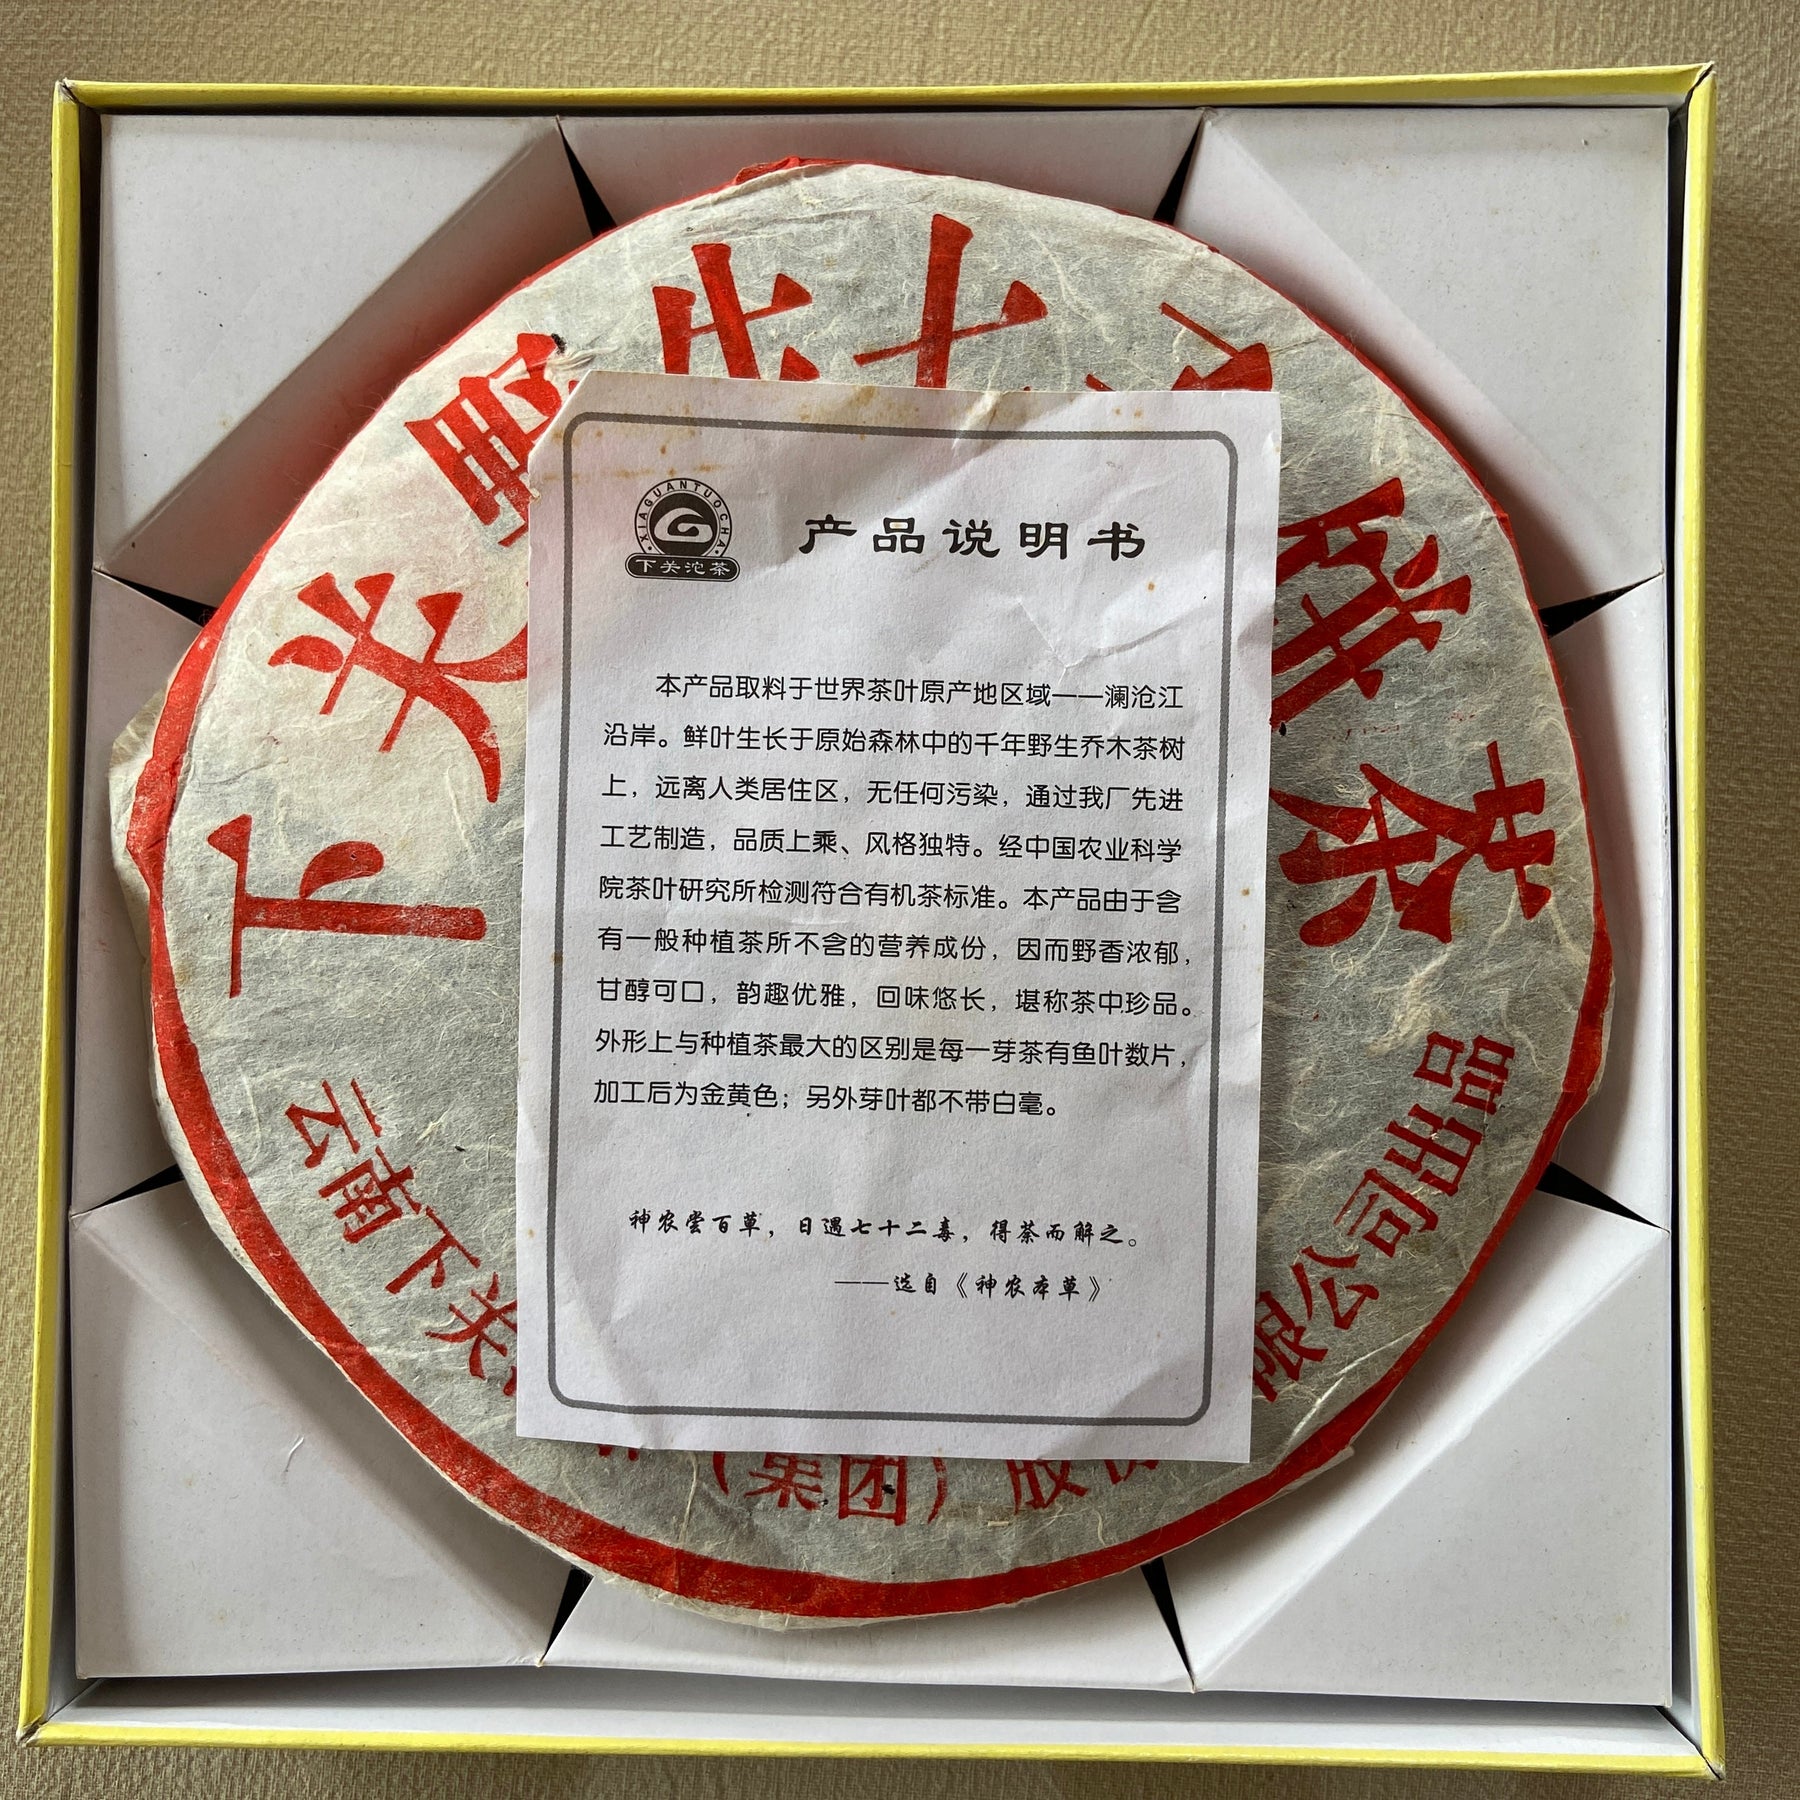 下关野生大 饼茶
XIAGUANTUOCHA
下关沱茶
产品说明书
本产品取料于世界茶叶原产地区域——澜沧江
沿岸。鲜叶生长于原始森林中的千年野生乔木茶树
上，远离人类居住区，无任何污染，通过我厂先进
工艺制造，品质上乘、风格独特。经中国农业科学
院茶叶研究所检测符合有机茶标准。本产品由于含
有一般种植茶所不含的营养成份，因而野香浓郁，
甘醇可口，韵趣优雅，回味悠长，堪称茶中珍品。
外形上与种植茶最大的区别是每一芽茶有鱼叶数片，
加工后为金黄色；另外芽叶都不带白毫。
神农尝百草，日遇七十二毒，得荼而解之。
——选自《神农本草》
云南下关 （集团）股份 限公司出品